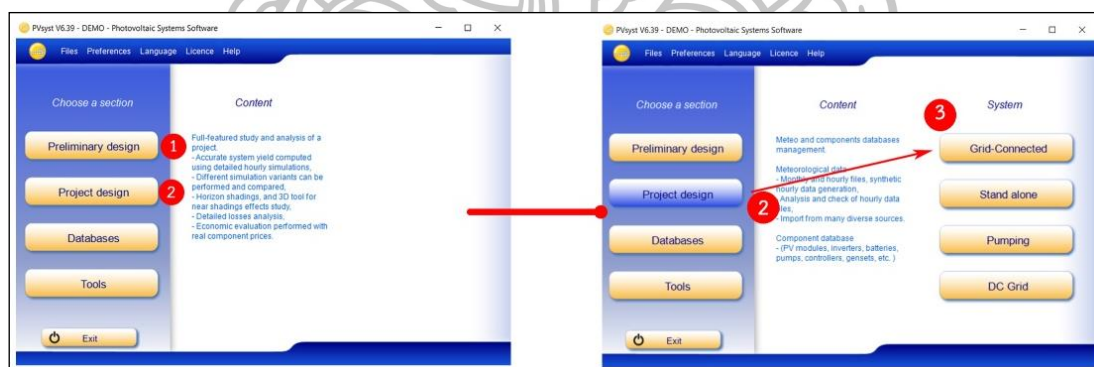 PVsyst V6.39 - DEMO - Photovoltaic Systems Software
Files Preferences Language Licence Help
Choose a section
Content
Preliminary design
1
Project design
2
Databases
Tools
Exit
Full-featured study and analysis of a
project.
- Accurate system yield computed
using detailed hourly simulations,
- Different simulation variants can be
performed and compared,
- Horizon shadings, and 3D tool for
near shadings effects study,
- Detailed losses analysis,
- Economic evaluation performed with
real component prices.
PVsyst V6.39 - DEMO - Photovoltaic Systems Software
Files Preferences Language Licence Help
Choose a section
Content
System
Preliminary design
Project design
2
Databases
Tools
Exit
Meteo and components databases
management
Meteorological data
- Monthly and hourly files, synthetic
hourly data generation,
- Analysis and check of hourly data
- Import from many diverse sources.
Component database
- (PV modules, inverters, batteries,
pumps, controllers, gensets, etc. )
3
Grid-Connected
Stand alone
Pumping
DC Grid